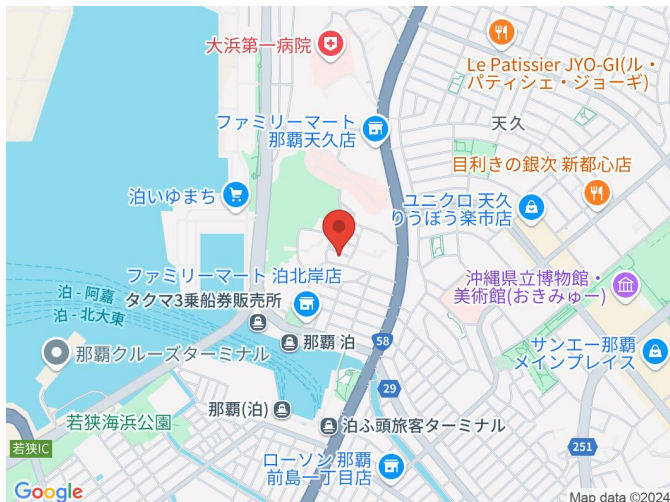 大浜第一病院
Le Patissier JYO-GI(ル・
パティシェ・ジョーギ)
天久
ファミリーマート
那覇天久店
目利きの銀次 新都心店
泊いゆまち
ユニクロ 天久
りうぼう楽市店
ファミリーマート 泊北岸店
沖縄県立博物館・
美術館(おきみゅー)
泊 - 阿嘉
泊 - 北大東
タクマ3乗船券販売所
那覇 泊
58
サンエー那覇
メインプレイス
那覇クルーズターミナル
29
那覇(泊)
若狭海浜公園
泊ふ頭旅客ターミナル
若狭IC
251
ローソン 那覇
前島一丁目店
Google
Map data ©2024